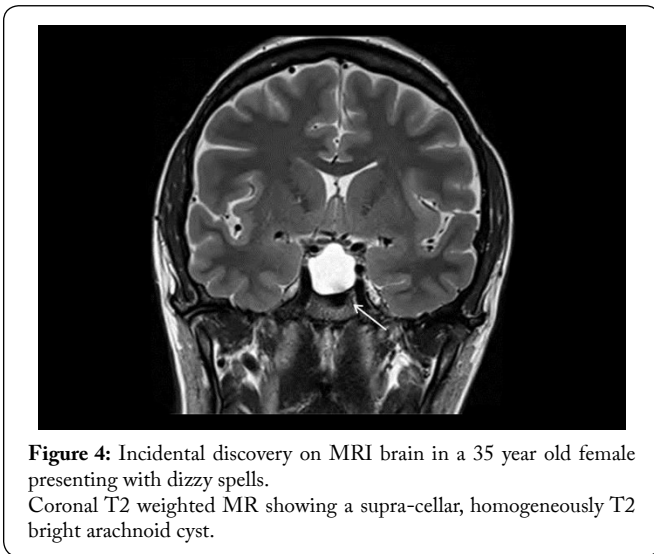 Figure 4: Incidental discovery on MRI brain in a 35 year old female
presenting with dizzy spells.
Coronal T2 weighted MR showing a supra-cellar, homogeneously T2
bright arachnoid cyst.